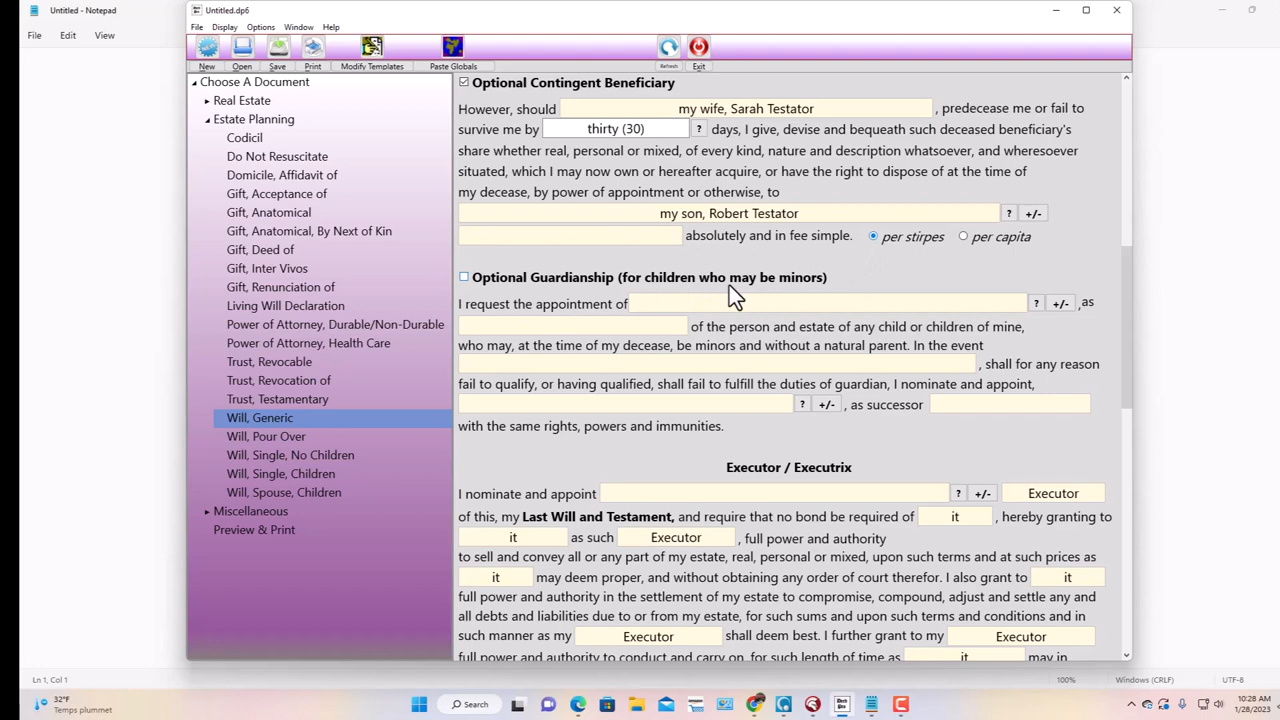 Untitled - Notepad
File Edit View
Untitled.dp6
File Display Options Window Help
New Open Save Print Modify Templates Paste Globals Refresh Exit
Choose A Document
Real Estate
Estate Planning
Codicil
Do Not Resuscitate
Domicile, Affidavit of
Gift, Acceptance of
Gift, Anatomical
Gift, Anatomical, By Next of Kin
Gift, Deed of
Gift, Inter Vivos
Gift, Renunciation of
Living Will Declaration
Power of Attorney, Durable/Non-Durable
Power of Attorney, Health Care
Trust, Revocable
Trust, Revocation of
Trust, Testamentary
Will, Generic
Will, Pour Over
Will, Single, No Children
Will, Single, Children
Will, Spouse, Children
Miscellaneous
Preview & Print
Optional Contingent Beneficiary
However, should my wife, Sarah Testator , predecease me or fail to
survive me by thirty (30) ? days, I give, devise and bequeath such deceased beneficiary's
share whether real, personal or mixed, of every kind, nature and description whatsoever, and wheresoever
situated, which I may now own or hereafter acquire, or have the right to dispose of at the time of
my decease, by power of appointment or otherwise, to
my son, Robert Testator ? +/-
absolutely and in fee simple. per stirpes per capita
Optional Guardianship (for children who may be minors)
I request the appointment of ? +/- ,as
of the person and estate of any child or children of mine,
who may, at the time of my decease, be minors and without a natural parent. In the event
, shall for any reason
fail to qualify, or having qualified, shall fail to fulfill the duties of guardian, I nominate and appoint,
? +/- , as successor
with the same rights, powers and immunities.
Executor / Executrix
I nominate and appoint ? +/- Executor
of this, my Last Will and Testament, and require that no bond be required of it , hereby granting to
it as such Executor , full power and authority
to sell and convey all or any part of my estate, real, personal or mixed, upon such terms and at such prices as
it may deem proper, and without obtaining any order of court therefor. I also grant to it
full power and authority in the settlement of my estate to compromise, compound, adjust and settle any and
all debts and liabilities due to or from my estate, for such sums and upon such terms and conditions and in
such manner as my Executor shall deem best. I further grant to my Executor
full power and authority to conduct and carry on, for such length of time as it may in
Ln 1, Col 1 100% Windows (CRLF) UTF-8
32°F
Temps plummet
Search
10:28 AM
1/28/2023